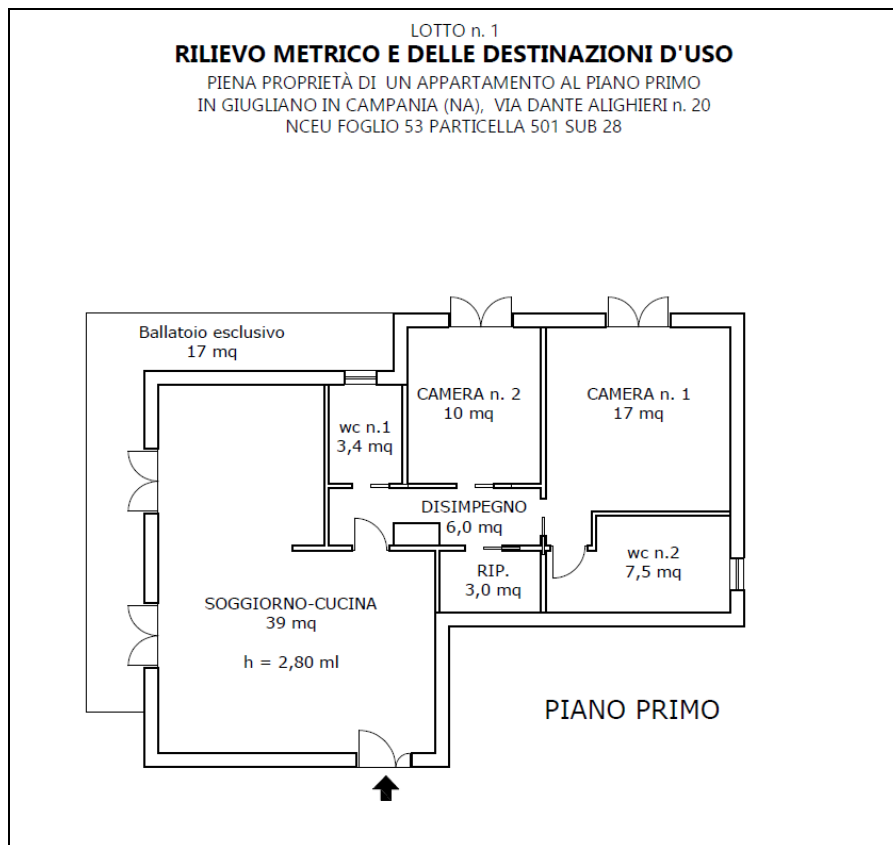 LOTTO n. 1
RILIEVO METRICO E DELLE DESTINAZIONI D'USO
PIENA PROPRIETÀ DI UN APPARTAMENTO AL PIANO PRIMO
IN GIUGLIANO IN CAMPANIA (NA), VIA DANTE ALIGHIERI n. 20
NCEU FOGLIO 53 PARTICELLA 501 SUB 28
Ballatoio esclusivo
17 mq
CAMERA n. 2
10 mq
CAMERA n. 1
17 mq
wc n.1
3,4 mq
DISIMPEGNO
6,0 mq
wc n.2
7,5 mq
RIP.
3,0 mq
SOGGIORNO-CUCINA
39 mq
h = 2,80 ml
PIANO PRIMO